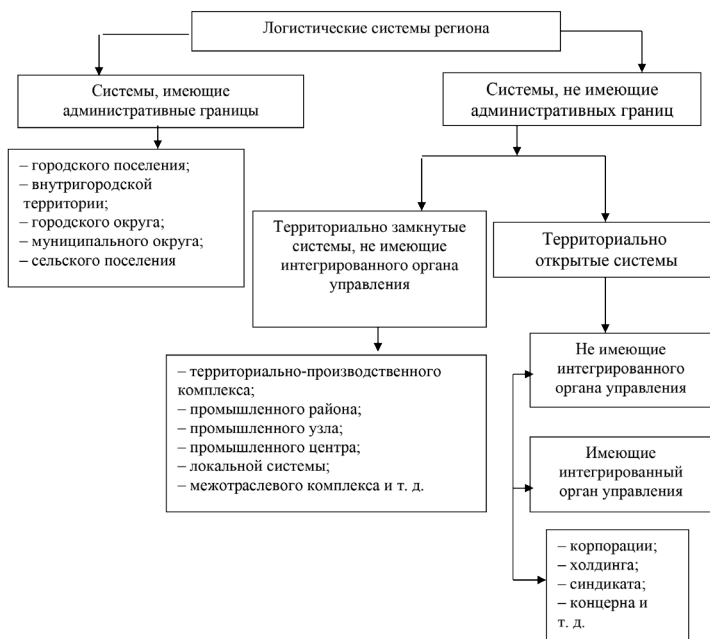 Логистические системы региона
Системы, имеющие
административные границы
Системы, не имеющие
административных границ
– городского поселения;
– внутригородской
территории;
– городского округа;
– муниципального округа;
– сельского поселения
Территориально замкнутые
системы, не имеющие
интегрированного органа
управления
Территориально
открытые системы
– территориально-производственного
комплекса;
– промышленного района;
– промышленного узла;
– промышленного центра;
– локальной системы;
– межотраслевого комплекса и т. д.
Не имеющие
интегрированного
органа управления
Имеющие
интегрированный
орган управления
– корпорации;
– холдинга;
– синдиката;
– концерна и
т. д.